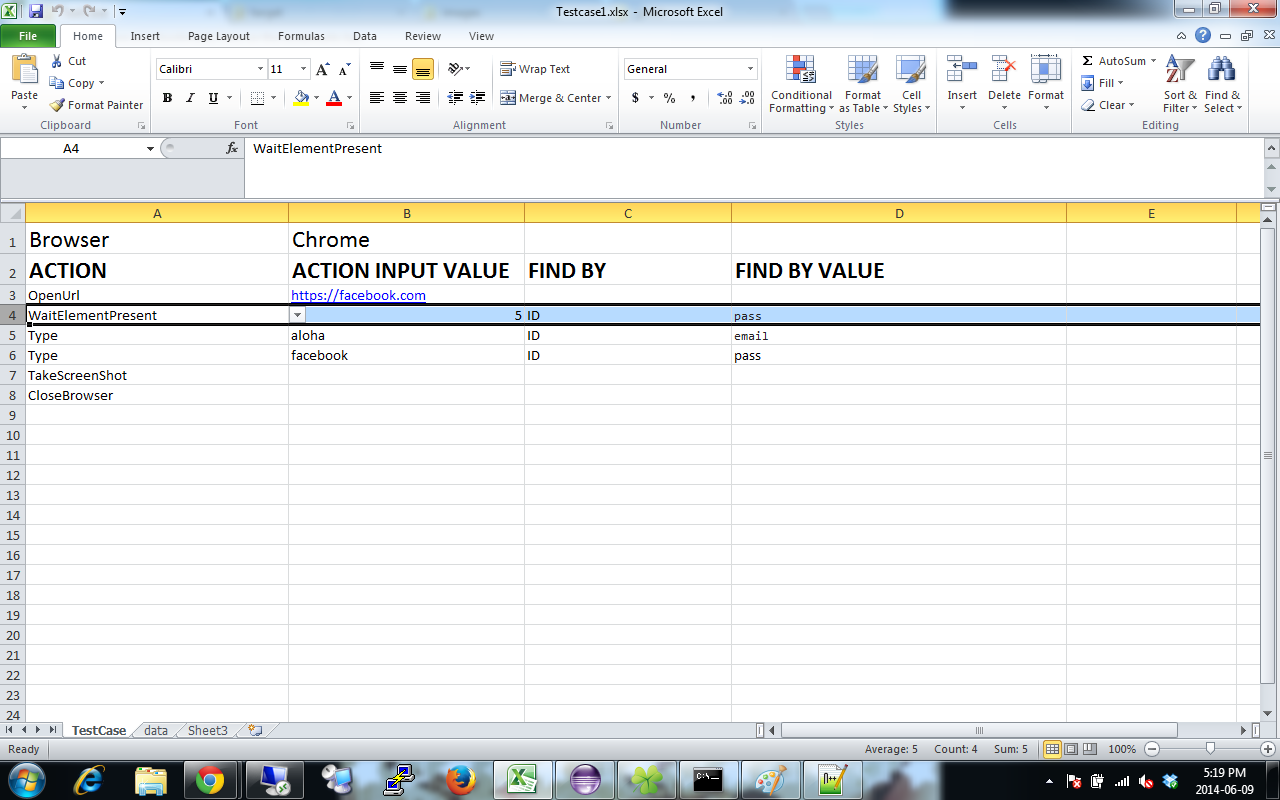 Testcase1.xlsx - Microsoft Excel
File Home Insert Page Layout Formulas Data Review View
Paste Cut Copy Format Painter Clipboard
Calibri 11 B I U A A A Font
Wrap Text Merge & Center Alignment
General $ % , .00 .0 Number
Conditional Formatting Format as Table Cell Styles Styles
Insert Delete Format Cells
Σ AutoSum Fill Clear Sort & Filter Find & Select Editing
A4 fx WaitElementPresent
A B C D E
1 Browser Chrome
2 ACTION ACTION INPUT VALUE FIND BY FIND BY VALUE
3 OpenUrl https://facebook.com
4 WaitElementPresent 5 ID pass
5 Type aloha ID email
6 Type facebook ID pass
7 TakeScreenShot
8 CloseBrowser
9
10
11
12
13
14
15
16
17
18
19
20
21
22
23
24
TestCase data Sheet3
Ready Average: 5 Count: 4 Sum: 5 100%
C:\_
5:19 PM
2014-06-09